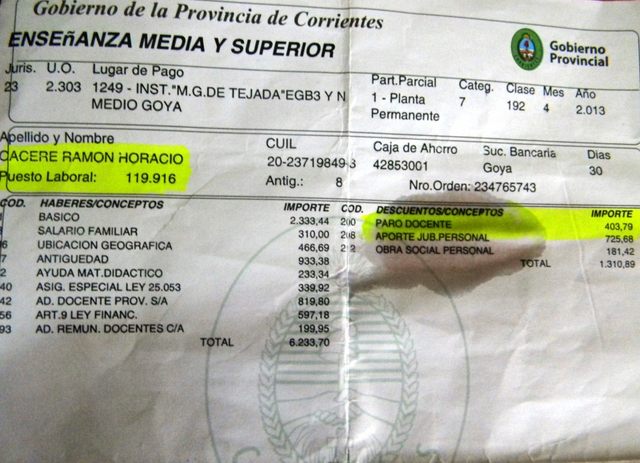 Gobierno de la Provincia de Corrientes
ENSEñANZA MEDIA Y SUPERIOR
Gobierno
Provincial
Juris. U.O. Lugar de Pago
23 2.303 1249 - INST."M.G.DE TEJADA"EGB3 Y N
MEDIO GOYA
Part.Parcial Categ. Clase Mes Año
1 - Planta 7 192 4 2.013
Permanente
Apellido y Nombre CUIL Caja de Ahorro Suc. Bancaria Dias
CACERE RAMON HORACIO 20-23719849-3 42853001 Goya 30
Puesto Laboral: 119.916 Antig.: 8 Nro.Orden: 234765743
COD. HABERES/CONCEPTOS IMPORTE COD. DESCUENTOS/CONCEPTOS IMPORTE
BASICO 2.333,44 200 PARO DOCENTE 403,79
SALARIO FAMILIAR 310,00 208 APORTE JUB.PERSONAL 725,68
UBICACION GEOGRAFICA 466,69 212 OBRA SOCIAL PERSONAL 181,42
ANTIGUEDAD 933,38 TOTAL 1.310,89
AYUDA MAT.DIDACTICO 233,34
40 ASIG. ESPECIAL LEY 25.053 339,92
42 AD. DOCENTE PROV. S/A 819,80
56 ART.9 LEY FINANC. 597,18
93 AD. REMUN. DOCENTES C/A 199,95
TOTAL 6.233,70